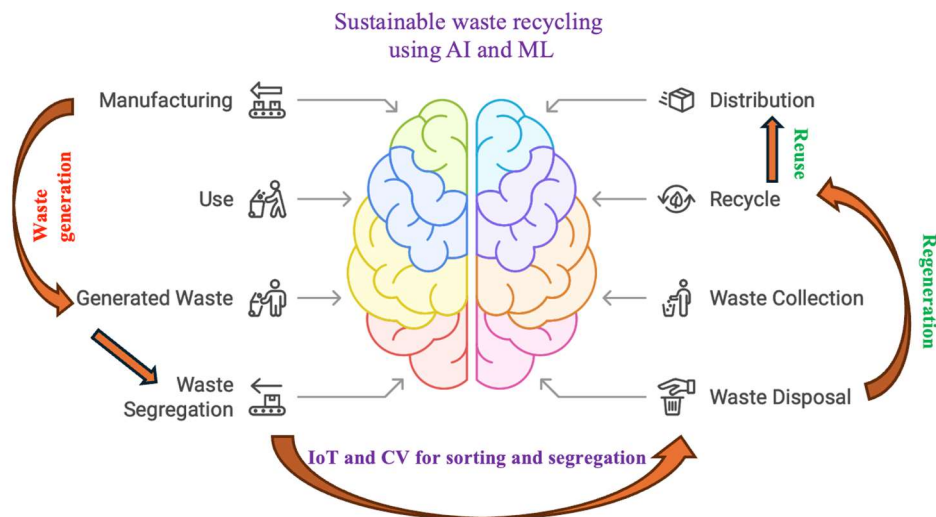 Sustainable waste recycling
using AI and ML
Manufacturing
Distribution
Waste
generation
Reuse
Use
Recycle
Regeneration
Generated Waste
Waste Collection
Waste
Segregation
Waste Disposal
IoT and CV for sorting and segregation